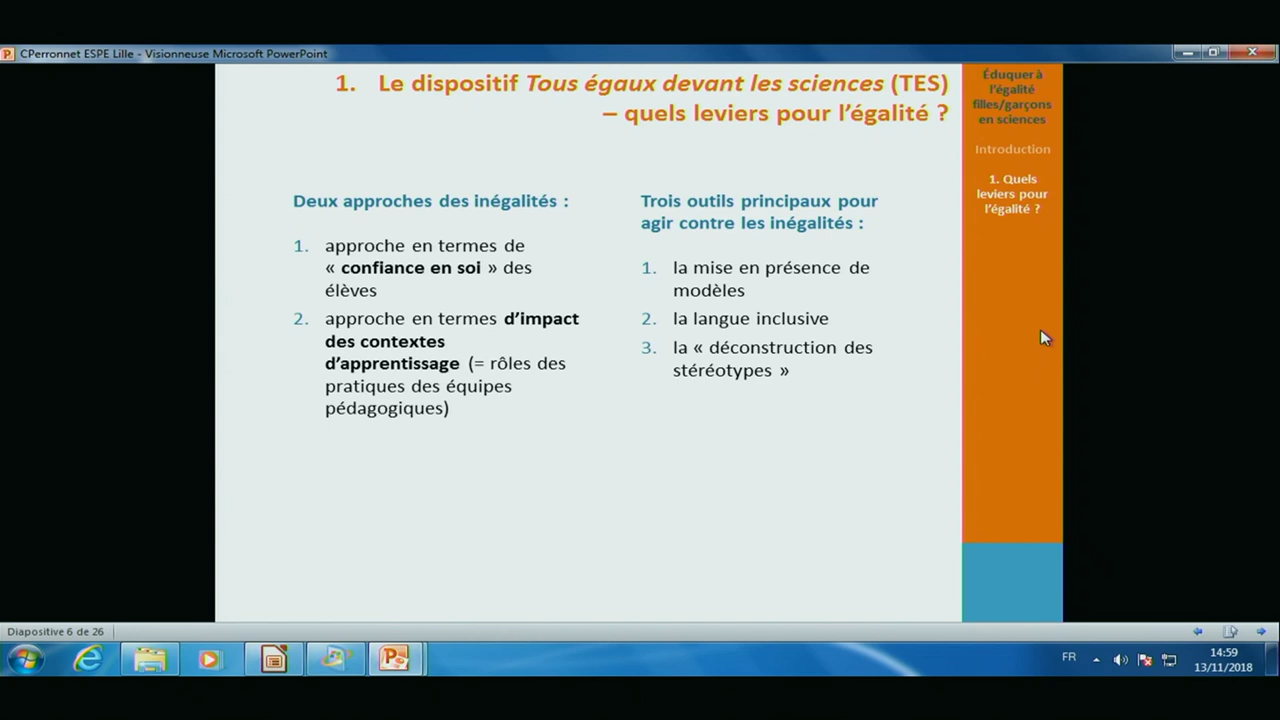 CPerronnet ESPE Lille - Visionneuse Microsoft PowerPoint
1. Le dispositif Tous égaux devant les sciences (TES)
– quels leviers pour l’égalité ?
Deux approches des inégalités :
1. approche en termes de
« confiance en soi » des
élèves
2. approche en termes d’impact
des contextes
d’apprentissage (= rôles des
pratiques des équipes
pédagogiques)
Trois outils principaux pour
agir contre les inégalités :
1. la mise en présence de
modèles
2. la langue inclusive
3. la « déconstruction des
stéréotypes »
Éduquer à
l’égalité
filles/garçons
en sciences
Introduction
1. Quels
leviers pour
l’égalité ?
Diapositive 6 de 26
FR
14:59
13/11/2018